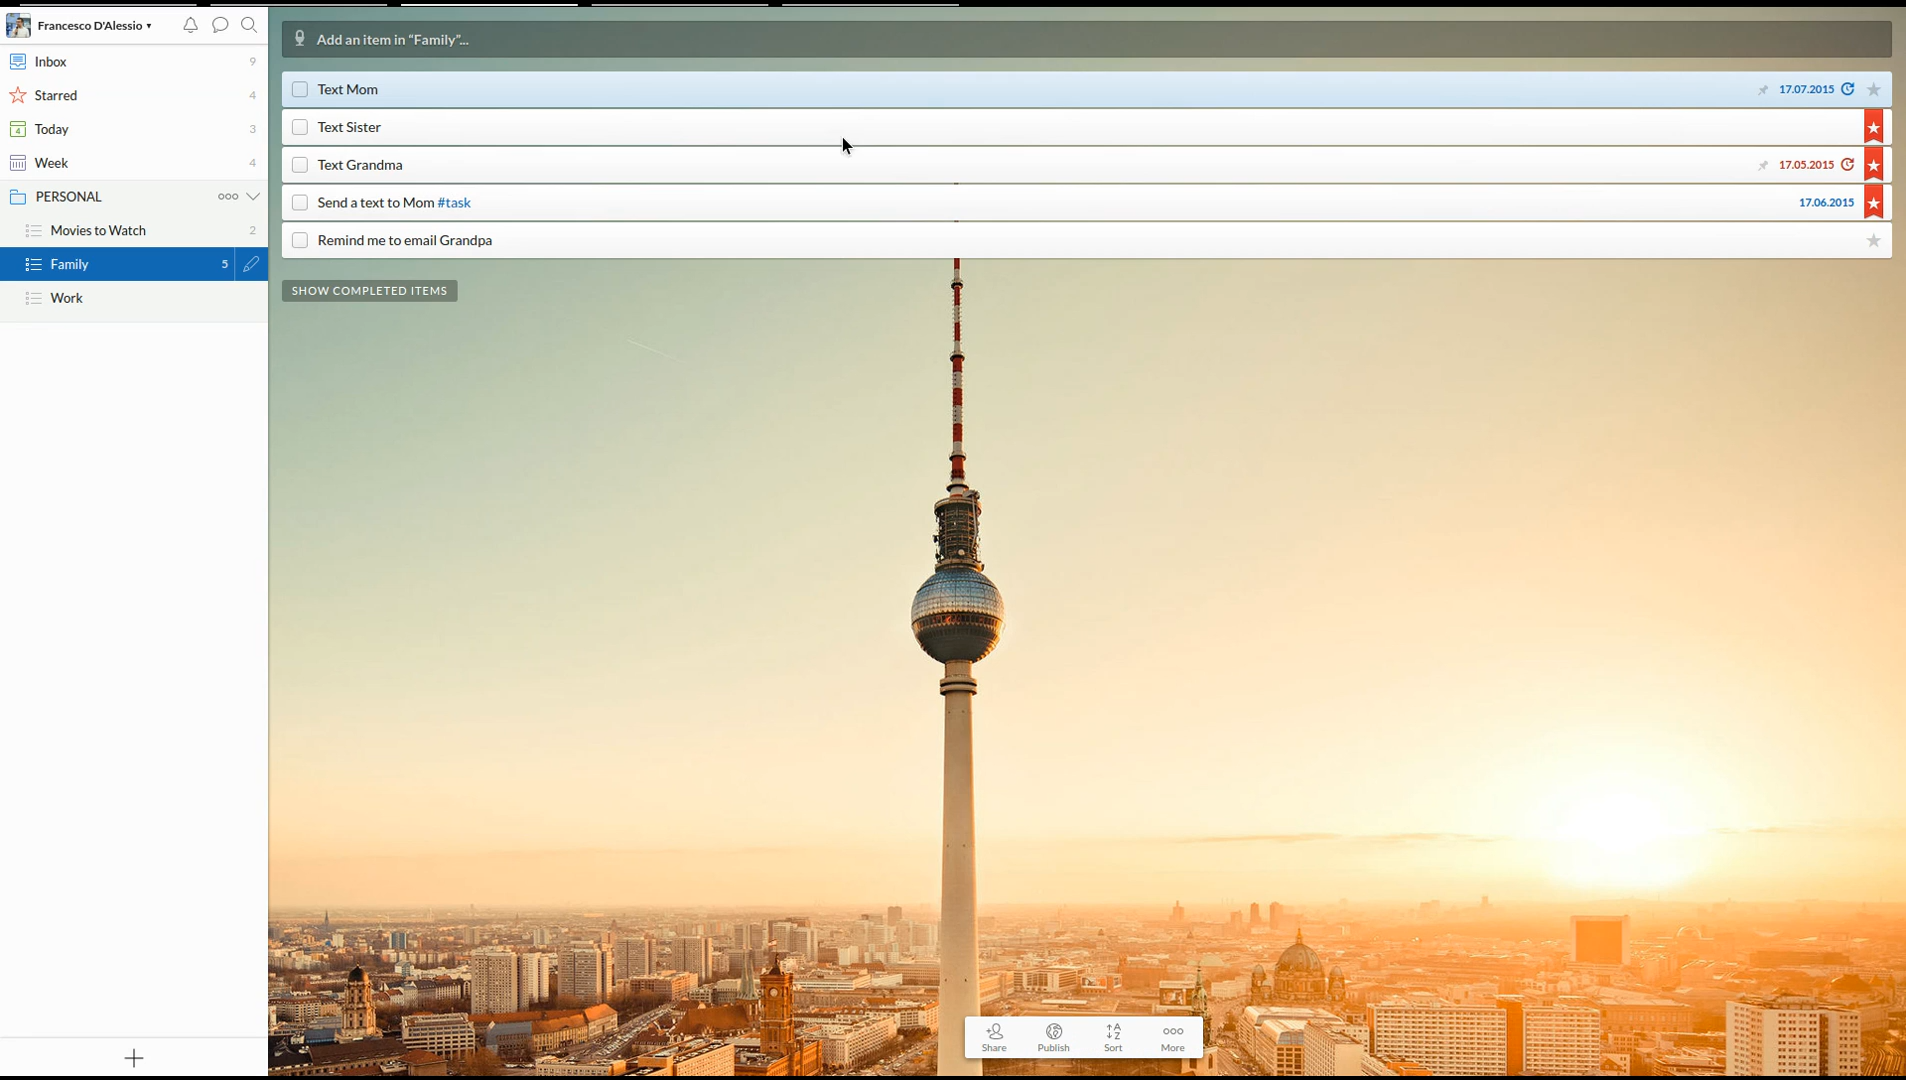 Francesco D'Alessio
Inbox 9
Starred 4
4 Today 3
Week 4
PERSONAL
Movies to Watch 2
Family 5
Work
Add an item in “Family”...
Text Mom 17.07.2015
Text Sister
Text Grandma 17.05.2015
Send a text to Mom #task 17.06.2015
Remind me to email Grandpa
SHOW COMPLETED ITEMS
A
Z
Share Publish Sort More